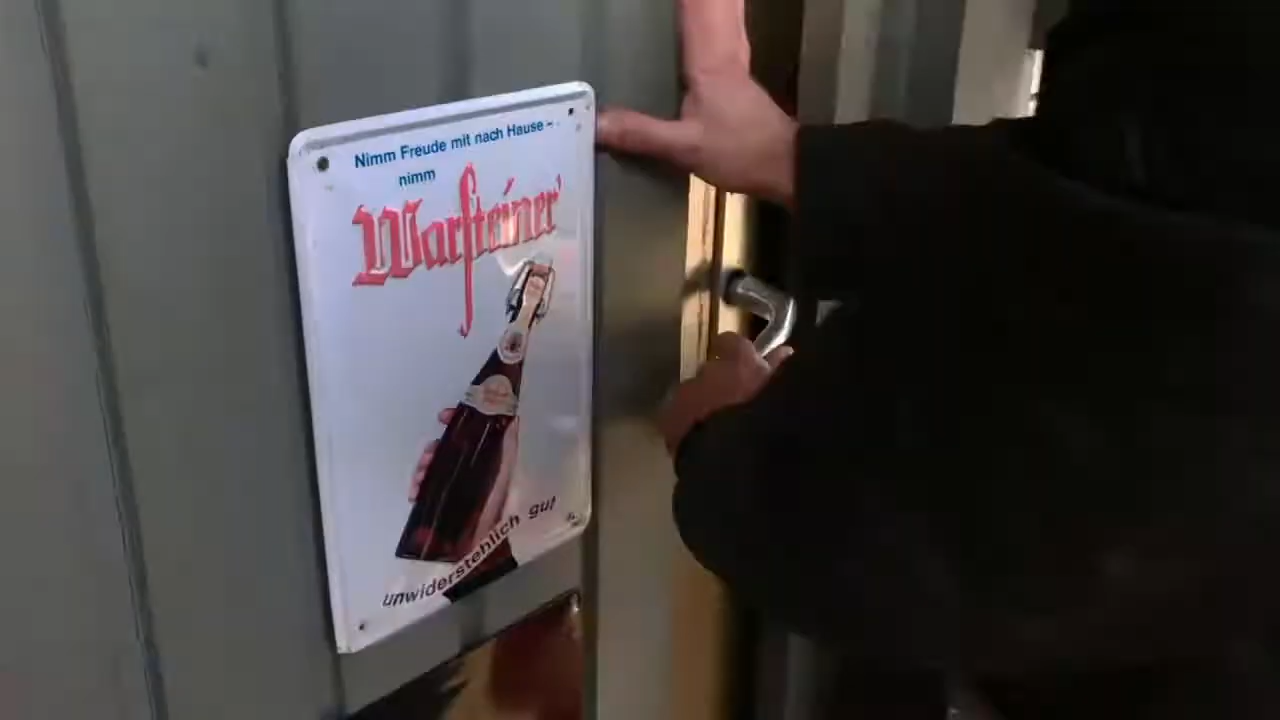 Nimm Freude mit nach Hause –
nimm
Warsteiner
unwiderstehlich gut